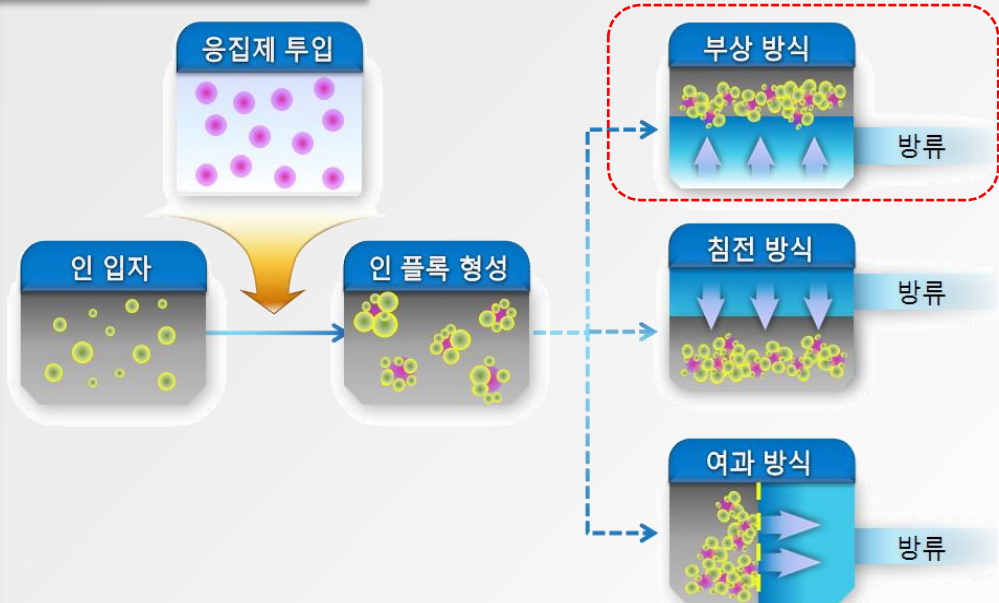 응집제 투입
인 입자
인 플록 형성
부상 방식
방류
침전 방식
방류
여과 방식
방류